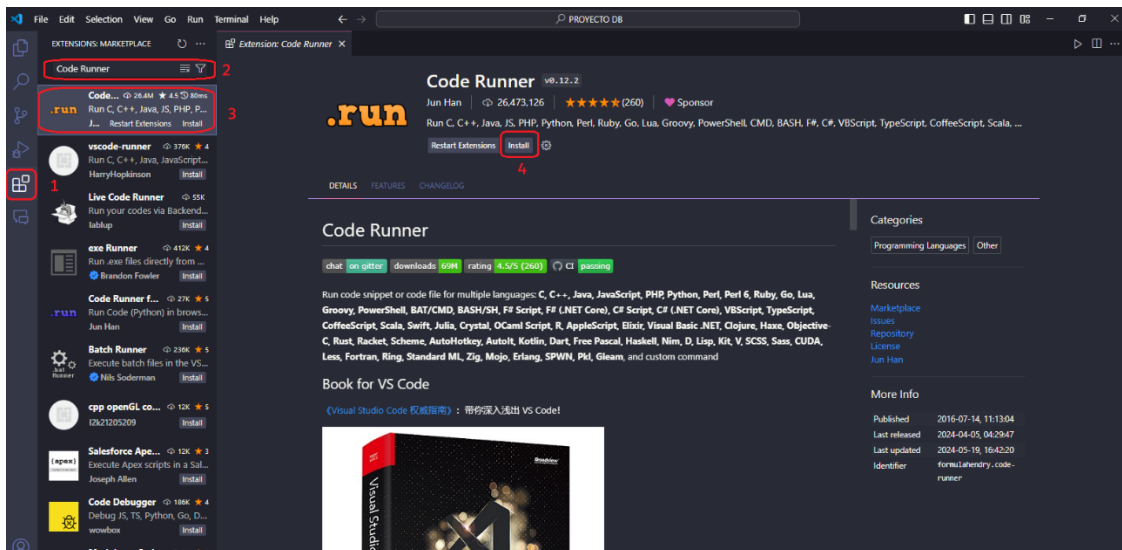 File Edit Selection View Go Run Terminal Help
PROYECTO DB
EXTENSIONS: MARKETPLACE
Code Runner
2
Code... 26.4M ★ 4.5 80ms
Run C, C++, Java, JS, PHP, P...
J... Restart Extensions Install
3
vscode-runner 376K ★ 4
Run C, C++, Java, JavaScript...
HarryHopkinson Install
1
Live Code Runner 55K
Run your codes via Backend...
lablup Install
exe Runner 412K ★ 4
Run .exe files directly from ...
Brandon Fowler Install
Code Runner f... 27K ★ 5
Run Code (Python) in brows...
Jun Han Install
Batch Runner 236K ★ 5
Execute batch files in the VS...
Nils Soderman Install
cpp openGL co... 12K ★ 5
Install
Salesforce Ape... 12K ★ 3
Execute Apex scripts in a Sal...
Joseph Allen Install
Code Debugger 186K ★ 4
Debug JS, TS, Python, Go, D...
wowbox Install
Extension: Code Runner
.run
Code Runner v0.12.2
Jun Han 26,473,126 ★★★★★(260) Sponsor
Run C, C++, Java, JS, PHP, Python, Perl, Ruby, Go, Lua, Groovy, PowerShell, CMD, BASH, F#, C#, VBScript, TypeScript, CoffeeScript, Scala, ...
Restart Extensions Install
4
DETAILS FEATURES CHANGELOG
Code Runner
chat on gitter downloads 69M rating 4.5/5 (260) CI passing
Run code snippet or code file for multiple languages: C, C++, Java, JavaScript, PHP, Python, Perl, Perl 6, Ruby, Go, Lua,
Groovy, PowerShell, BAT/CMD, BASH/SH, F# Script, F# (.NET Core), C# Script, C# (.NET Core), VBScript, TypeScript,
CoffeeScript, Scala, Swift, Julia, Crystal, OCaml Script, R, AppleScript, Elixir, Visual Basic .NET, Clojure, Haxe, Objective-
C, Rust, Racket, Scheme, AutoHotkey, AutoIt, Kotlin, Dart, Free Pascal, Haskell, Nim, D, Lisp, Kit, V, SCSS, Sass, CUDA,
Less, Fortran, Ring, Standard ML, Zig, Mojo, Erlang, SPWN, Pkl, Gleam, and custom command
Book for VS Code
《Visual Studio Code 权威指南》：带你深入浅出 VS Code!
Visual Studio
Categories
Programming Languages Other
Resources
Marketplace
Issues
Repository
License
Jun Han
More Info
Published 2016-07-14, 11:13:04
Last released 2024-04-05, 04:29:47
Last updated 2024-05-19, 16:42:20
Identifier formulahendry.code-
runner